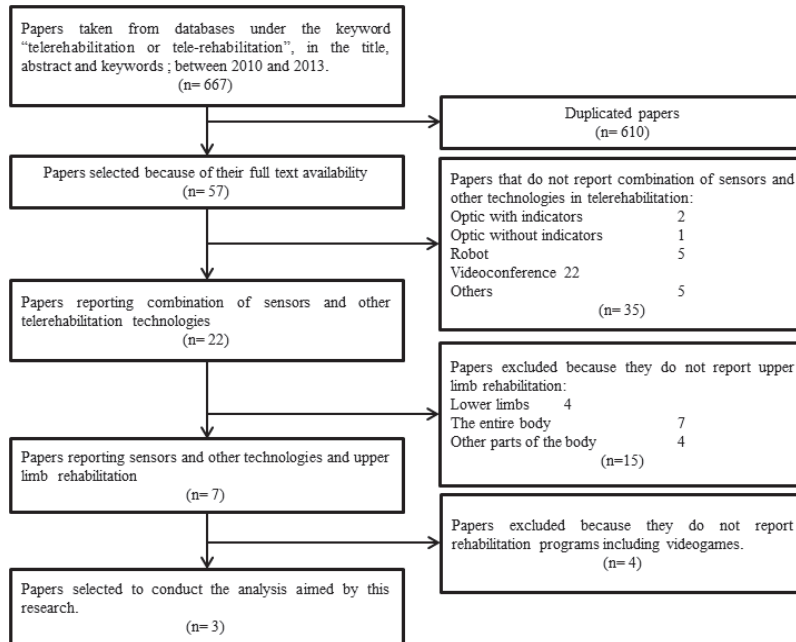 Papers taken from databases under the keyword
“telerehabilitation or tele-rehabilitation”, in the title,
abstract and keywords ; between 2010 and 2013.
(n= 667)
Duplicated papers
(n= 610)
Papers selected because of their full text availability
(n= 57)
Papers that do not report combination of sensors and
other technologies in telerehabilitation:
Optic with indicators 2
Optic without indicators 1
Robot 5
Videoconference 22
Others 5
(n= 35)
Papers reporting combination of sensors and other
telerehabilitation technologies
(n= 22)
Papers excluded because they do not report upper
limb rehabilitation:
Lower limbs 4
The entire body 7
Other parts of the body 4
(n=15)
Papers reporting sensors and other technologies and upper
limb rehabilitation
(n= 7)
Papers excluded because they do not report
rehabilitation programs including videogames.
(n= 4)
Papers selected to conduct the analysis aimed by this
research.
(n= 3)